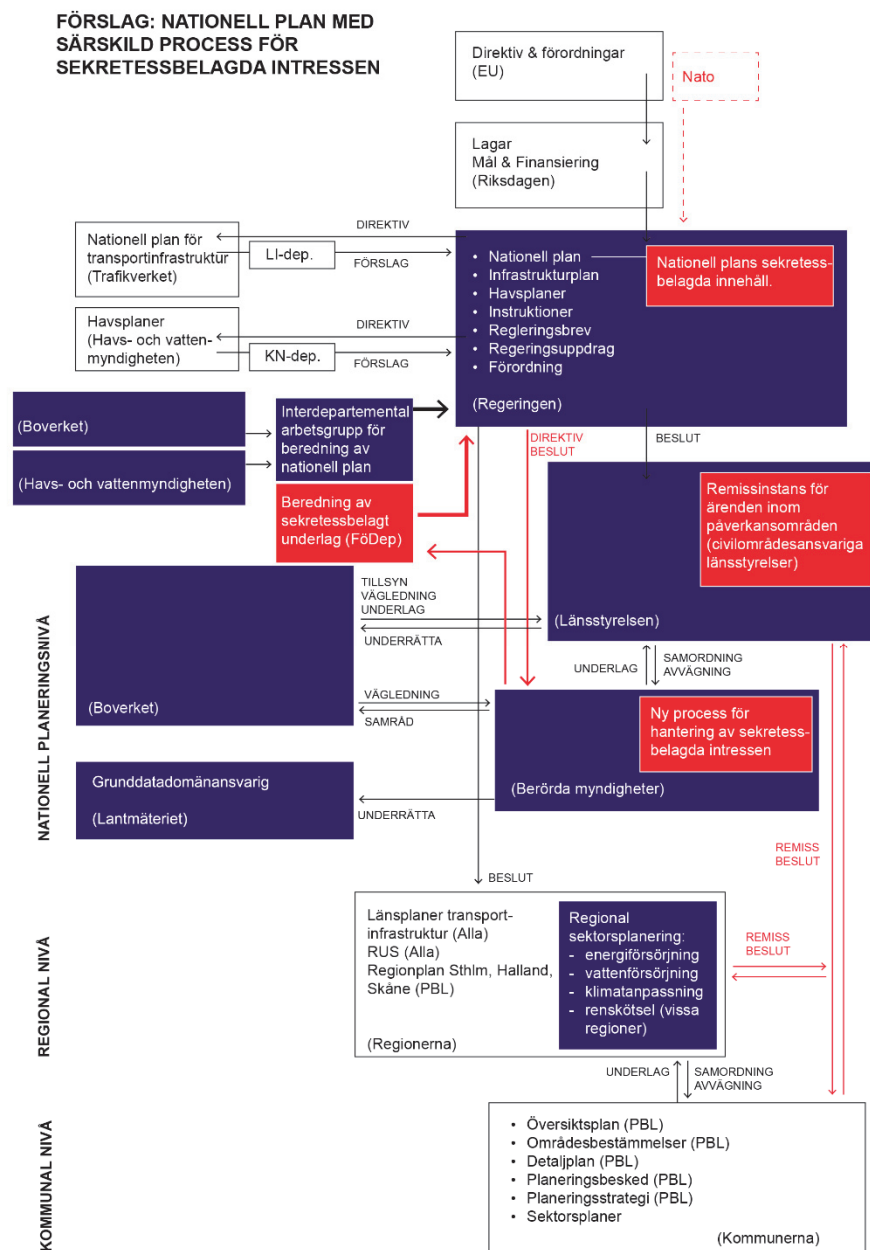 FÖRSLAG: NATIONELL PLAN MED
SÄRSKILD PROCESS FÖR
SEKRETESSBELAGDA INTRESSEN
Direktiv & förordningar
(EU)
Nato
Lagar
Mål & Finansiering
(Riksdagen)
Nationell plan för
transportinfrastruktur
(Trafikverket)
DIREKTIV
LI-dep.
FÖRSLAG
Havsplaner
(Havs- och vatten-
myndigheten)
DIREKTIV
KN-dep.
FÖRSLAG
• Nationell plan
• Infrastrukturplan
• Havsplaner
• Instruktioner
• Regleringsbrev
• Regeringsuppdrag
• Förordning
(Regeringen)
Nationell plans sekretess-
belagda innehåll.
(Boverket)
(Havs- och vattenmyndigheten)
Interdepartemental
arbetsgrupp för
beredning av
nationell plan
Beredning av
sekretessbelagt
underlag (FöDep)
DIREKTIV
BESLUT
BESLUT
Remissinstans för
ärenden inom
påverkansområden
(civilområdesansvariga
länsstyrelser)
(Länsstyrelsen)
TILLSYN
VÄGLEDNING
UNDERLAG
UNDERRÄTTA
(Boverket)
UNDERLAG
SAMORDNING
AVVÄGNING
VÄGLEDNING
SAMRÅD
Ny process för
hantering av sekretess-
belagda intressen
(Berörda myndigheter)
Grunddatadomänansvarig
(Lantmäteriet)
UNDERRÄTTA
NATIONELL PLANERINGSNIVÅ
BESLUT
REMISS
BESLUT
Länsplaner transport-
infrastruktur (Alla)
RUS (Alla)
Regionplan Sthlm, Halland,
Skåne (PBL)
(Regionerna)
Regional
sektorsplanering:
- energiförsörjning
- vattenförsörjning
- klimatanpassning
- renskötsel (vissa
regioner)
REMISS
BESLUT
REGIONAL NIVÅ
UNDERLAG
SAMORDNING
AVVÄGNING
• Översiktsplan (PBL)
• Områdesbestämmelser (PBL)
• Detaljplan (PBL)
• Planeringsbesked (PBL)
• Planeringsstrategi (PBL)
• Sektorsplaner
(Kommunerna)
KOMMUNAL NIVÅ